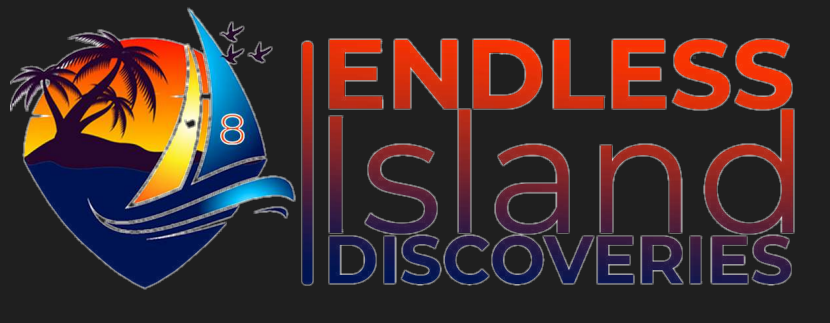 8
ENDLESS
Island
DISCOVERIES